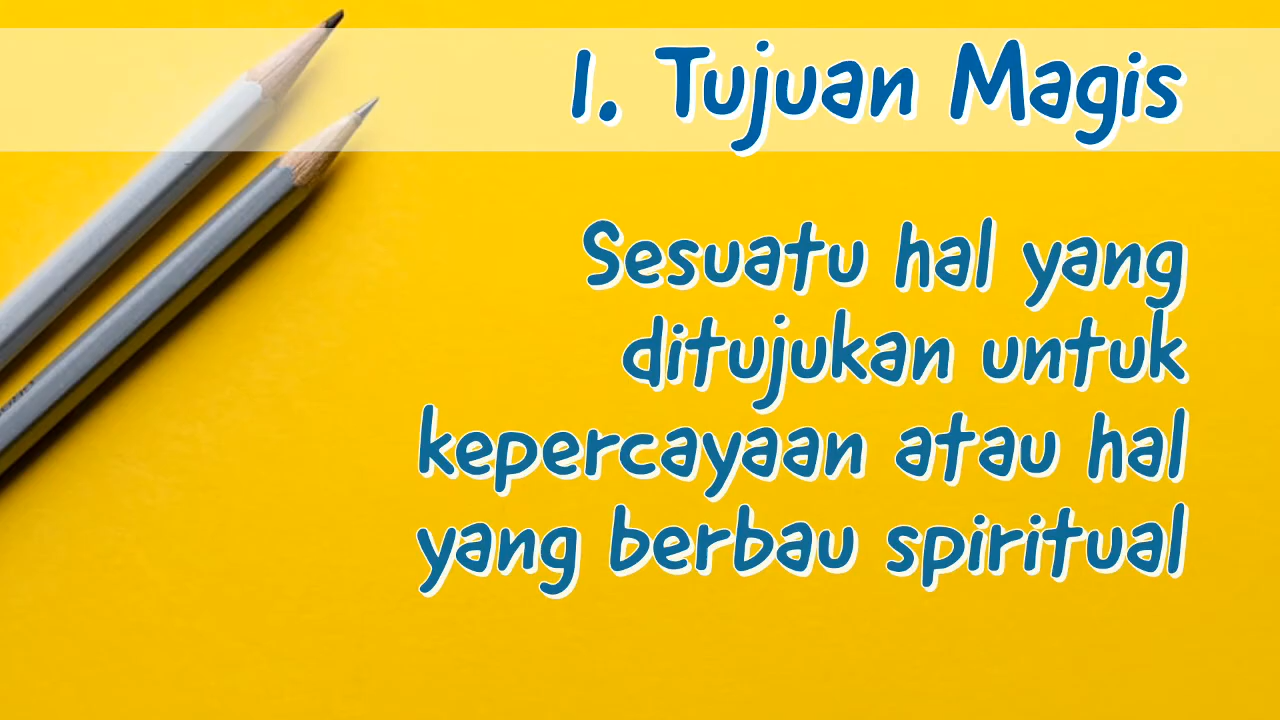 1. Tujuan Magis
Sesuatu hal yang
ditujukan untuk
kepercayaan atau hal
yang berbau spiritual